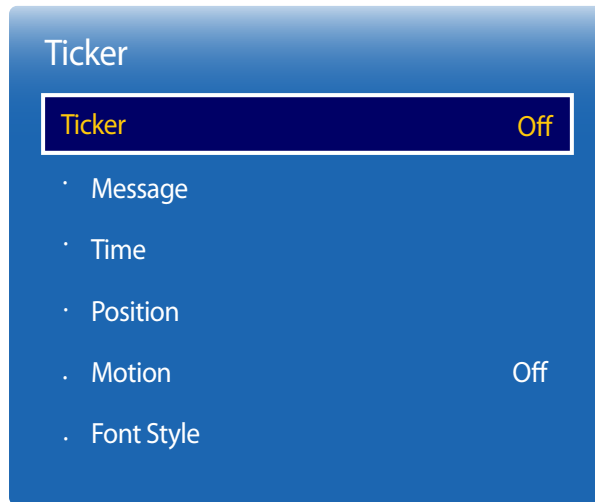 Ticker
Ticker Off
· Message
· Time
· Position
· Motion Off
· Font Style